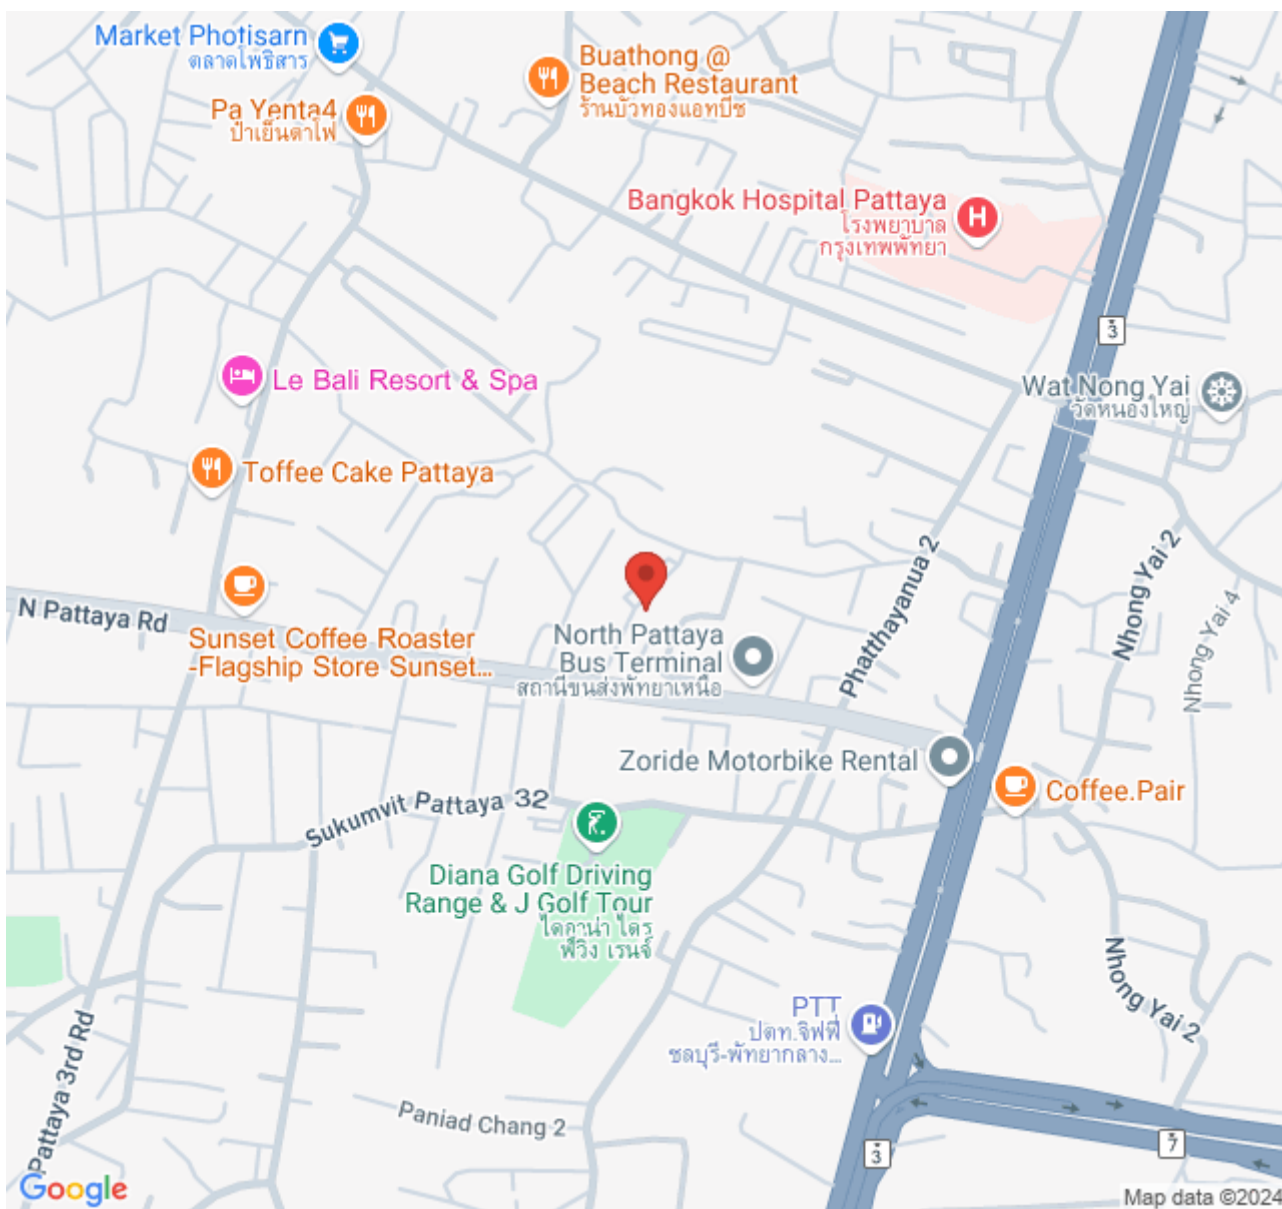 Market Photisarn
ตลาดโพธิสาร
Buathong @
Beach Restaurant
ร้านบัวทองแอทบีช
Pa Yenta4
ป้าเย็นตาโฟ
Bangkok Hospital Pattaya
โรงพยาบาล
กรุงเทพพัทยา
3
Le Bali Resort & Spa
Wat Nong Yai
วัดหนองใหญ่
Toffee Cake Pattaya
Phatthayanua 2
Nhong Yai 2
Nhong Yai 4
N Pattaya Rd
Sunset Coffee Roaster
-Flagship Store Sunset...
North Pattaya
Bus Terminal
สถานีขนส่งพัทยาเหนือ
Zoride Motorbike Rental
Coffee.Pair
Sukumvit Pattaya 32
Diana Golf Driving
Range & J Golf Tour
ไดอาน่า ไดร
ฟ์วิง เรนจ์
Nhong Yai 2
PTT
ปตท.จิฟฟี่
ชลบุรี-พัทยากลาง...
Pattaya 3rd Rd
Paniad Chang 2
3
7
Google
Map data ©2024